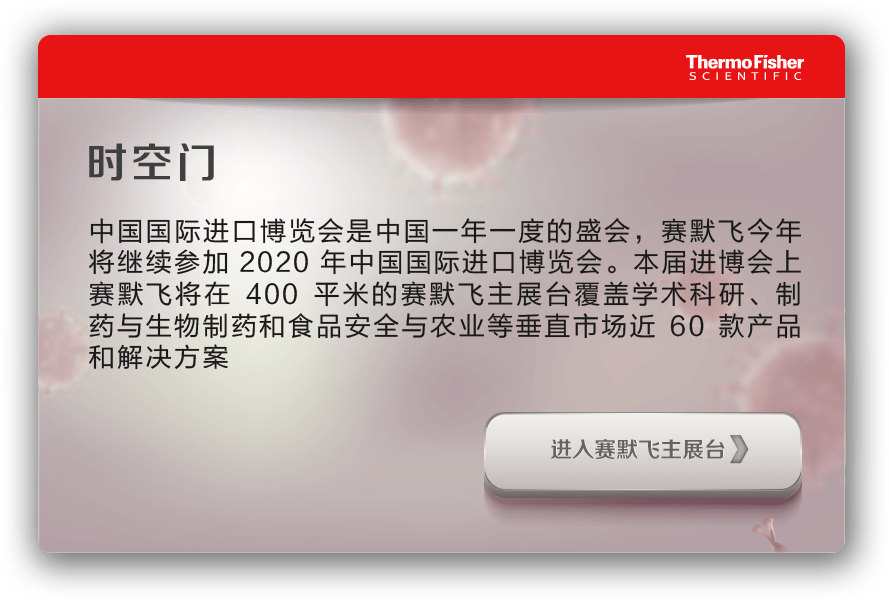 ThermoFisher
SCIENTIFIC
时空门
中国国际进口博览会是中国一年一度的盛会，赛默飞今年
将继续参加 2020 年中国国际进口博览会。本届进博会上
赛默飞将在 400 平米的赛默飞主展台覆盖学术科研、制
药与生物制药和食品安全与农业等垂直市场近 60 款产品
和解决方案
进入赛默飞主展台》